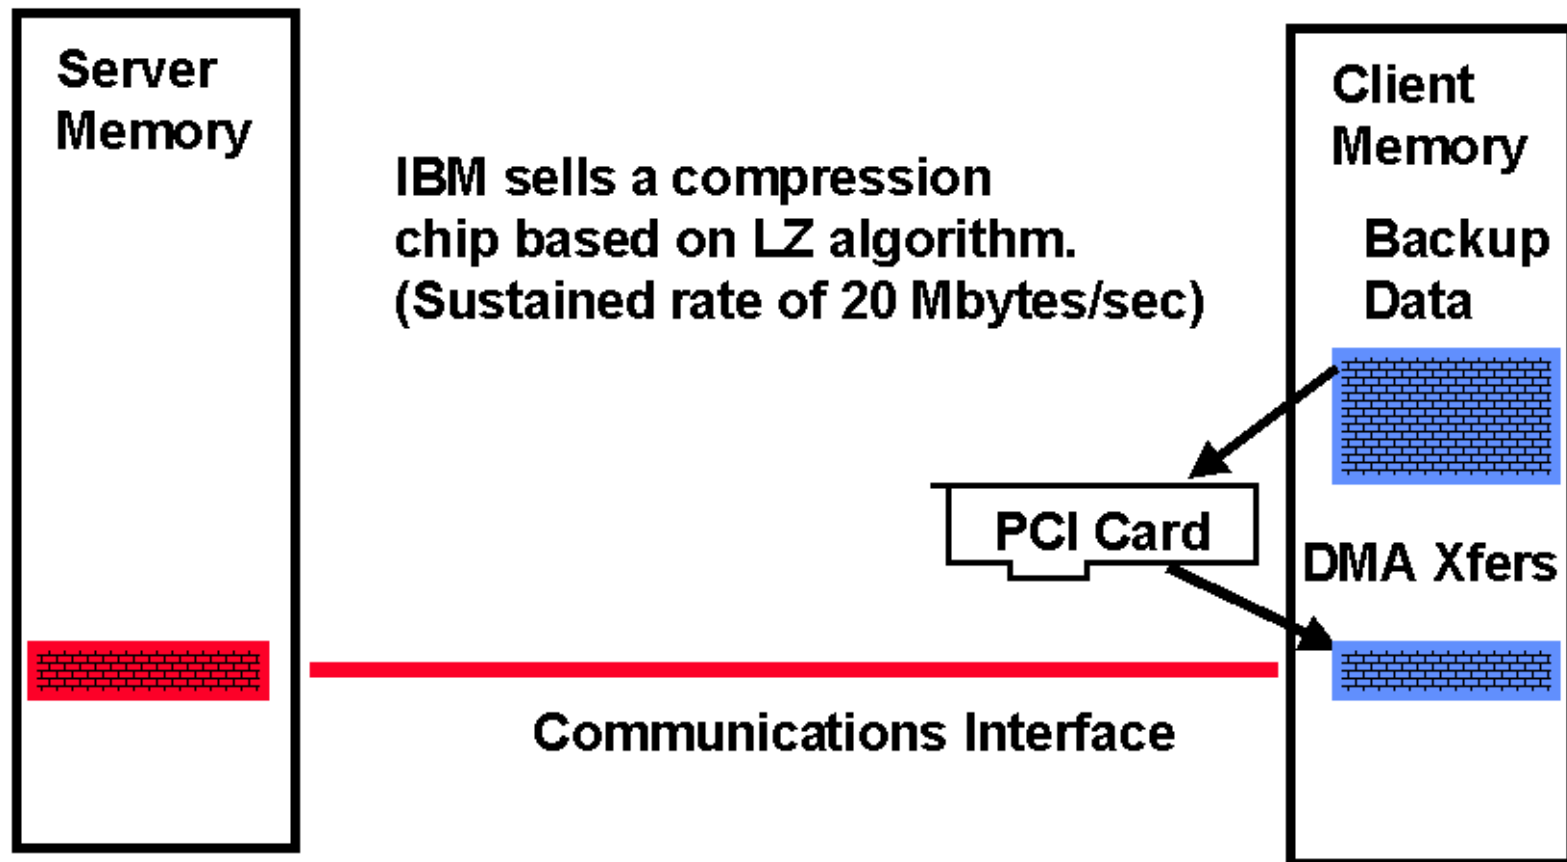 Server
Memory
IBM sells a compression
chip based on LZ algorithm.
(Sustained rate of 20 Mbytes/sec)
Client
Memory
Backup
Data
PCI Card
DMA Xfers
Communications Interface